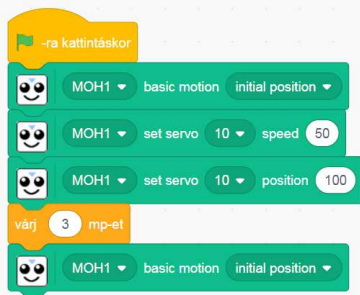 -ra kattintáskor
MOH1 basic motion initial position
MOH1 set servo 10 speed 50
MOH1 set servo 10 position 100
várj 3 mp-et
MOH1 basic motion initial position